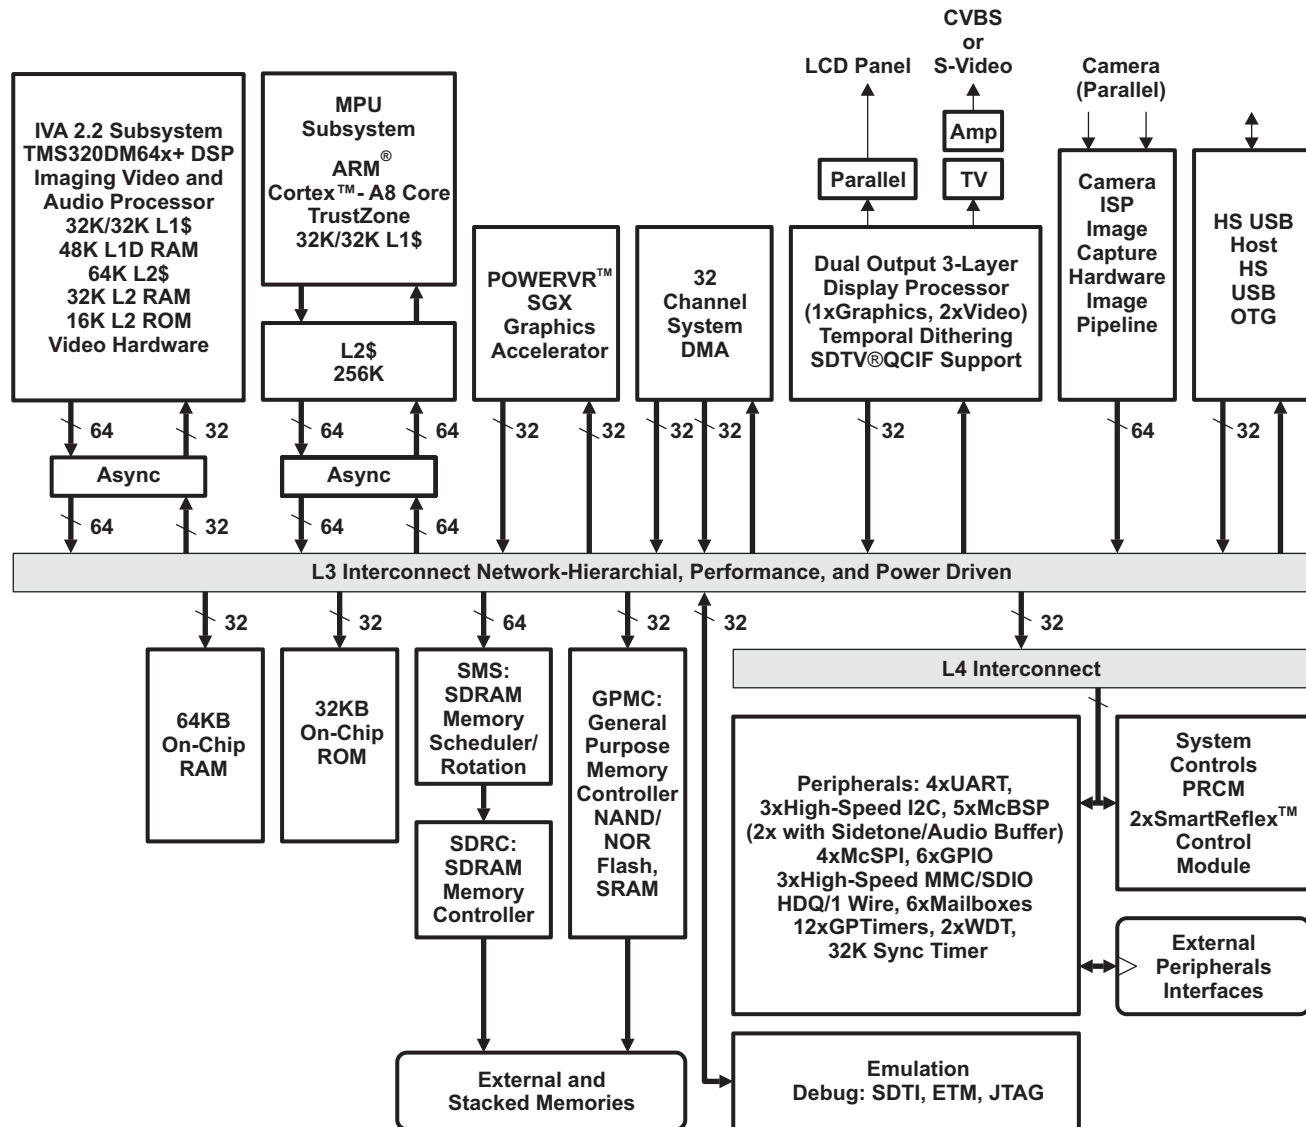 CVBS
or
S-Video
LCD Panel
Camera
(Parallel)
Amp
Parallel
TV
IVA 2.2 Subsystem
TMS320DM64x+ DSP
Imaging Video and
Audio Processor
32K/32K L1$
48K L1D RAM
64K L2$
32K L2 RAM
16K L2 ROM
Video Hardware
MPU
Subsystem
ARM®
Cortex™- A8 Core
TrustZone
32K/32K L1$
L2$
256K
POWERVR™
SGX
Graphics
Accelerator
32
Channel
System
DMA
Dual Output 3-Layer
Display Processor
(1xGraphics, 2xVideo)
Temporal Dithering
SDTV®QCIF Support
Camera
ISP
Image
Capture
Hardware
Image
Pipeline
HS USB
Host
HS
USB
OTG
64
32
64
64
32
32
32
32
32
64
32
Async
Async
64
32
64
64
L3 Interconnect Network-Hierarchial, Performance, and Power Driven
32
32
64
32
32
32
64KB
On-Chip
RAM
32KB
On-Chip
ROM
SMS:
SDRAM
Memory
Scheduler/
Rotation
SDRC:
SDRAM
Memory
Controller
GPMC:
General
Purpose
Memory
Controller
NAND/
NOR
Flash,
SRAM
L4 Interconnect
Peripherals: 4xUART,
3xHigh-Speed I2C, 5xMcBSP
(2x with Sidetone/Audio Buffer)
4xMcSPI, 6xGPIO
3xHigh-Speed MMC/SDIO
HDQ/1 Wire, 6xMailboxes
12xGPTimers, 2xWDT,
32K Sync Timer
System
Controls
PRCM
2xSmartReflex™
Control
Module
External
Peripherals
Interfaces
External and
Stacked Memories
Emulation
Debug: SDTI, ETM, JTAG